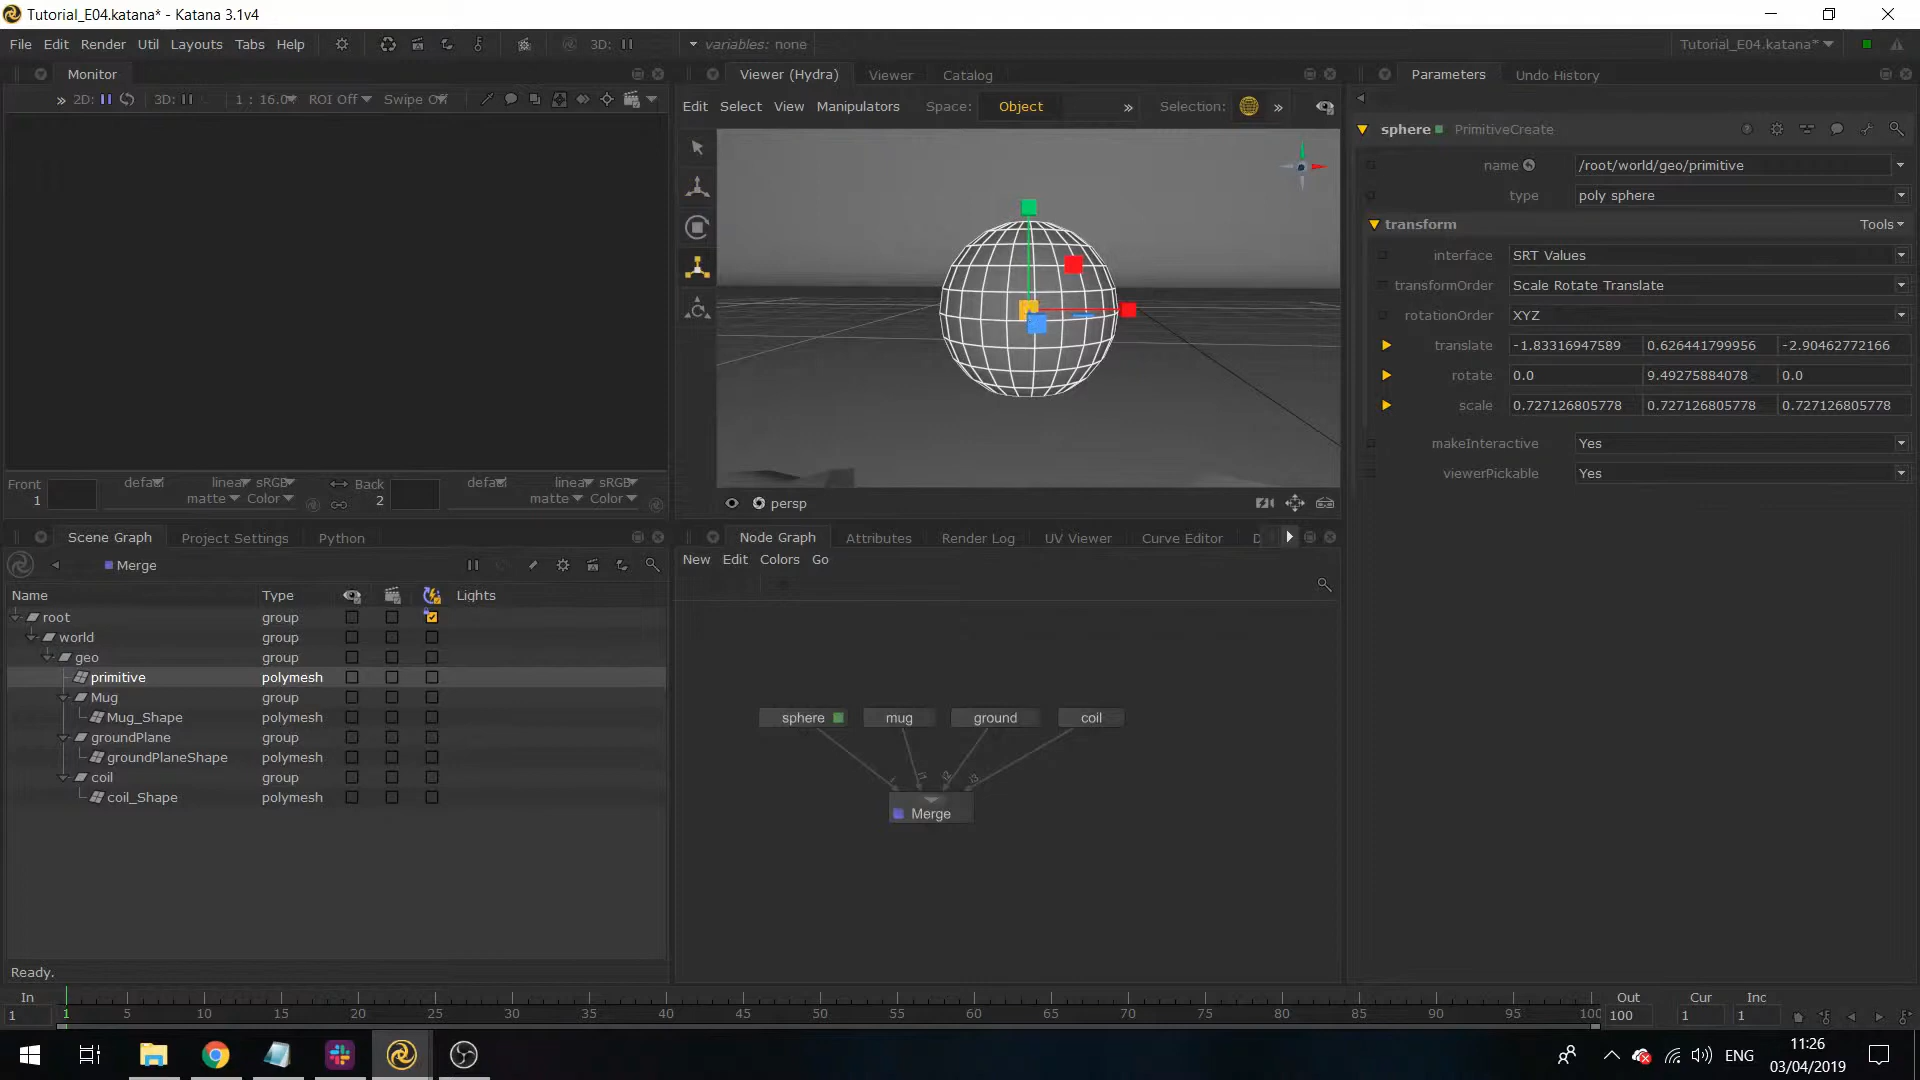 Tutorial_E04.katana* - Katana 3.1v4
File Edit Render Util Layouts Tabs Help 3D: variables: none Tutorial_E04.katana*
Monitor
» 2D: 3D: 1 : 16.0 ROI Off Swipe Off
Front 1 default linear sRGB matte Color Back 2 default linear sRGB matte Color
Viewer (Hydra) Viewer Catalog
Edit Select View Manipulators Space: Object » Selection: »
persp
Parameters Undo History
sphere PrimitiveCreate
name /root/world/geo/primitive
type poly sphere
transform Tools
interface SRT Values
transformOrder Scale Rotate Translate
rotationOrder XYZ
translate -1.83316947589 0.626441799956 -2.90462772166
rotate 0.0 9.49275884078 0.0
scale 0.727126805778 0.727126805778 0.727126805778
makeInteractive Yes
viewerPickable Yes
Scene Graph Project Settings Python
Merge
Name Type Lights
root group
world group
geo group
primitive polymesh
Mug group
Mug_Shape polymesh
groundPlane group
groundPlaneShape polymesh
coil group
coil_Shape polymesh
Node Graph Attributes Render Log UV Viewer Curve Editor D
New Edit Colors Go
sphere mug ground coil
i i1 i2 i3
Merge
Ready.
In Out Cur Inc
1 1 5 10 15 20 25 30 35 40 45 50 55 60 65 70 75 80 85 90 95 100 100 1 1
ENG
11:26
03/04/2019